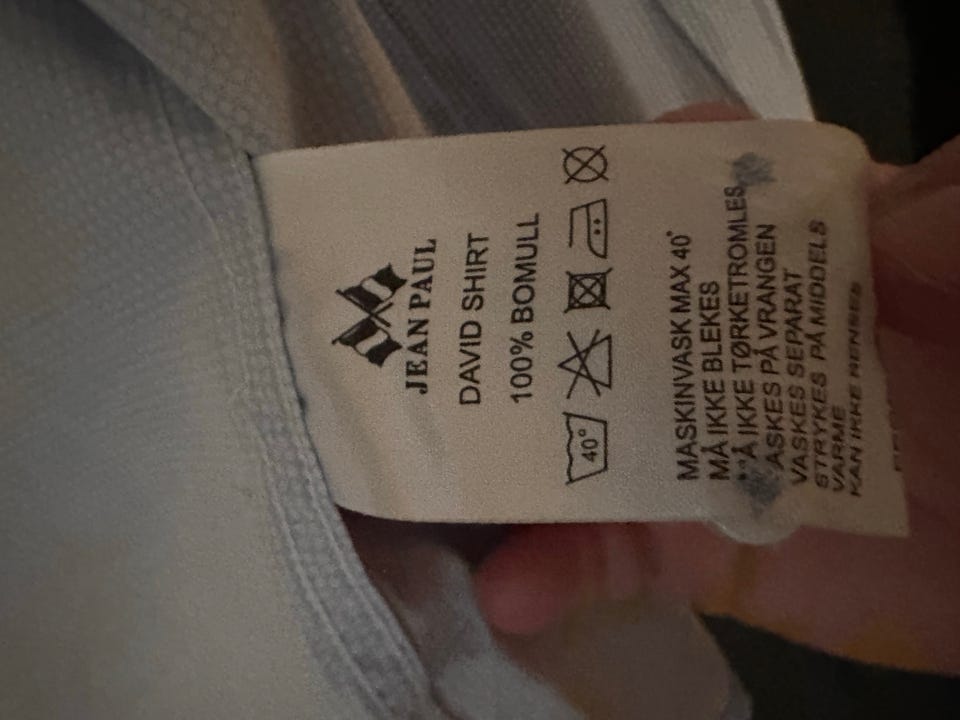 JEAN PAUL
DAVID SHIRT
100% BOMULL
40°
MASKINVASK MAX 40°
MÅ IKKE BLEKES
Å IKKE TØRKETROMLES
ASKES PÅ VRANGEN
VASKES SEPARAT
STRYKES PÅ MIDDELS
VARME
KAN IKKE RENSES